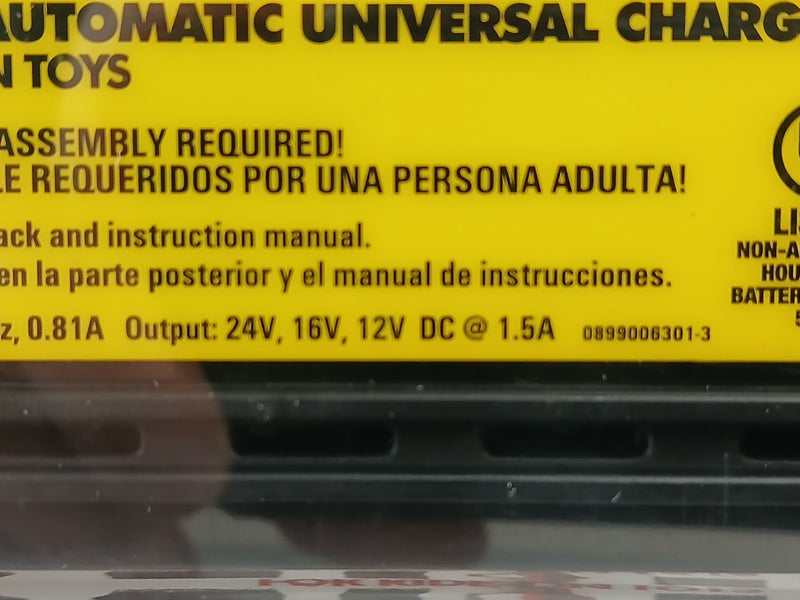 AUTOMATIC UNIVERSAL CHARG
N TOYS
ASSEMBLY REQUIRED!
LE REQUERIDOS POR UNA PERSONA ADULTA!
ack and instruction manual.
en la parte posterior y el manual de instrucciones.
z, 0.81A Output: 24V, 16V, 12V DC @ 1.5A 0899006301-3
LIS
NON-A
HOU
BATTER
5